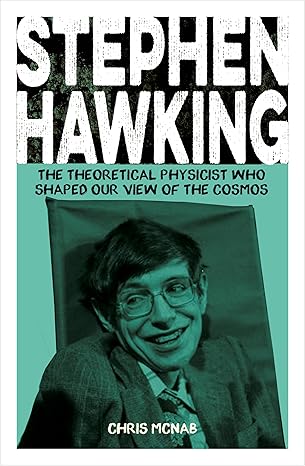 STEPHEN
HAWKING
THE THEORETICAL PHYSICIST WHO
SHAPED OUR VIEW OF THE COSMOS
CHRIS MCNAB